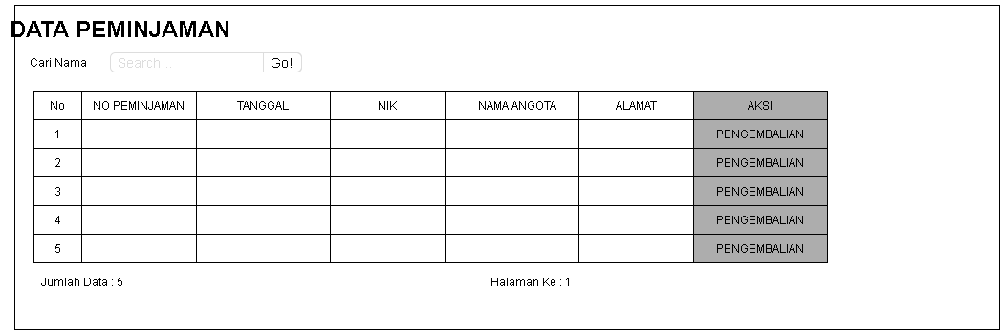 DATA PEMINJAMAN
Cari Nama Search... Go!
No NO PEMINJAMAN TANGGAL NIK NAMA ANGOTA ALAMAT AKSI
1 PENGEMBALIAN
2 PENGEMBALIAN
3 PENGEMBALIAN
4 PENGEMBALIAN
5 PENGEMBALIAN
Jumlah Data : 5 Halaman Ke : 1